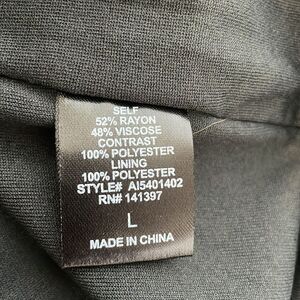 SELF
52% RAYON
48% VISCOSE
CONTRAST
100% POLYESTER
LINING
100% POLYESTER
STYLE# AI5401402
RN# 141397
L
MADE IN CHINA